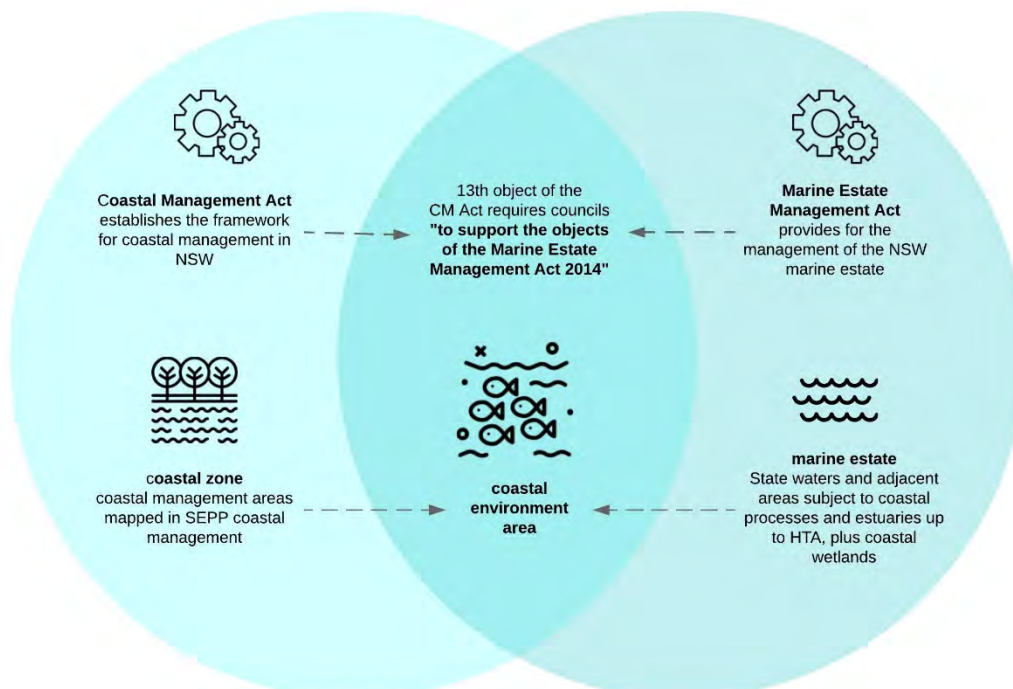 Coastal Management Act
establishes the framework
for coastal management in
NSW
13th object of the
CM Act requires councils
"to support the objects
of the Marine Estate
Management Act 2014"
Marine Estate
Management Act
provides for the
management of the NSW
marine estate
coastal zone
coastal management areas
mapped in SEPP coastal
management
coastal
environment
area
marine estate
State waters and adjacent
areas subject to coastal
processes and estuaries up
to HTA, plus coastal
wetlands